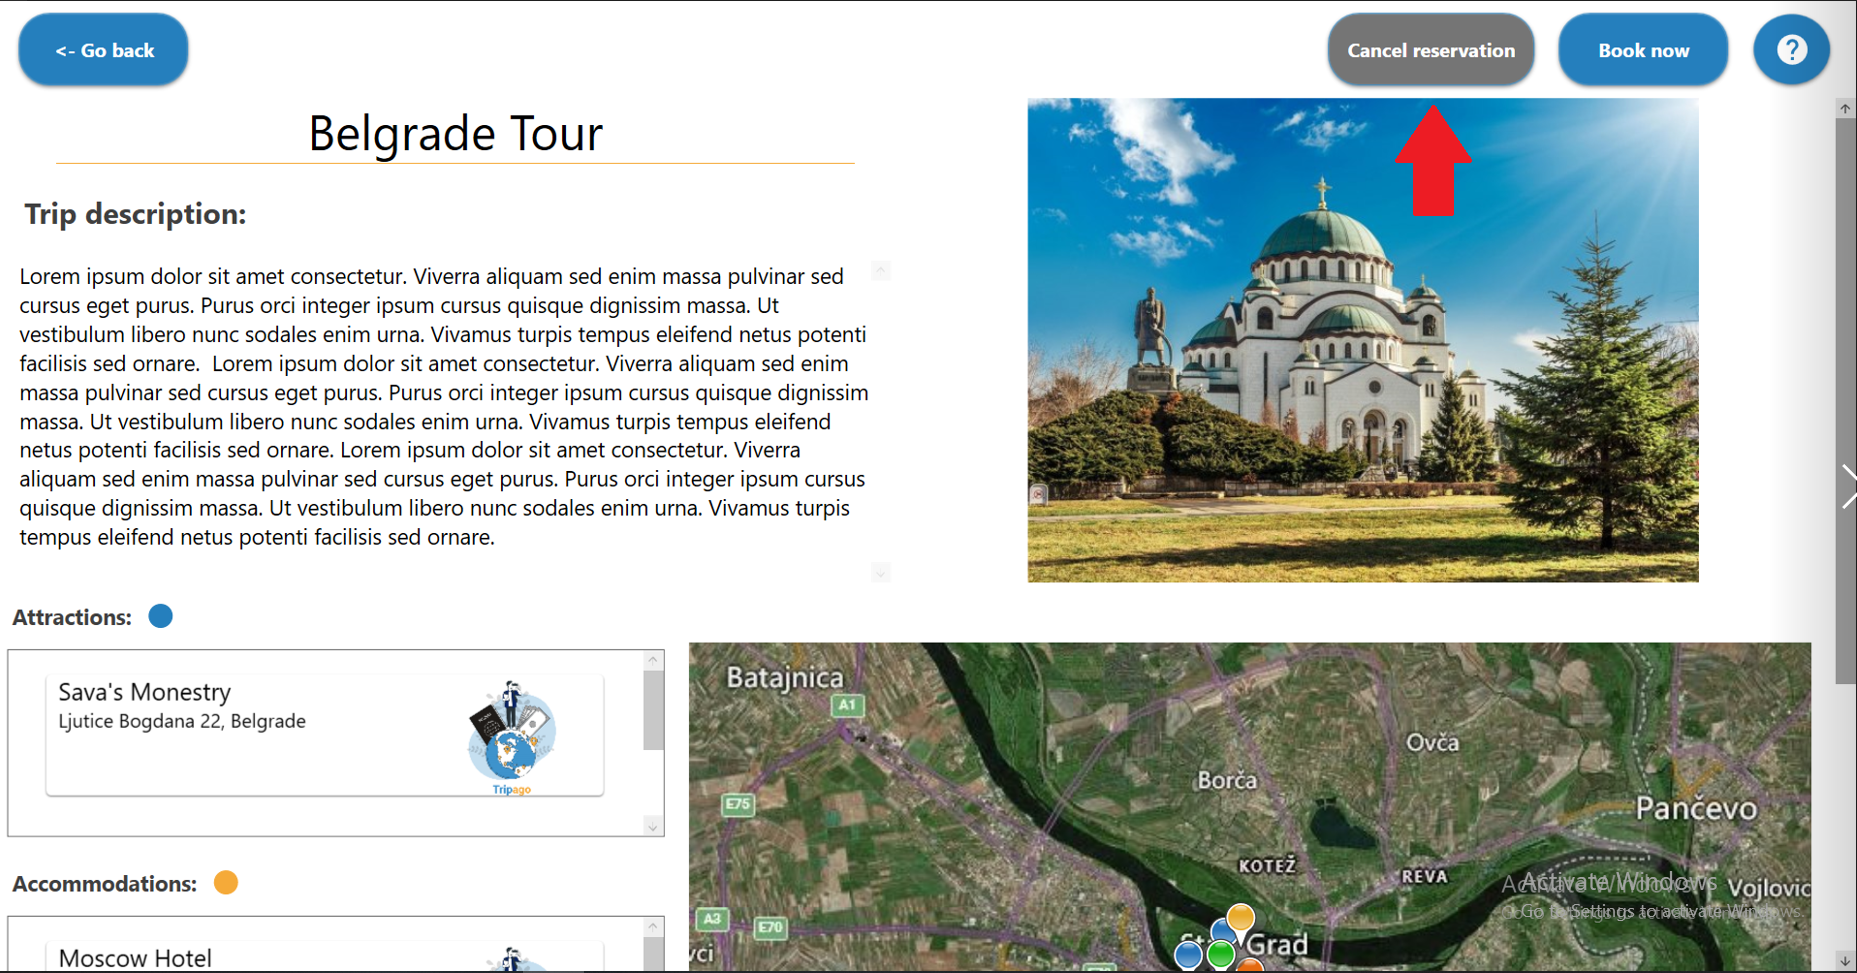 <- Go back
Cancel reservation
Book now
?
Belgrade Tour
Trip description:
Lorem ipsum dolor sit amet consectetur. Viverra aliquam sed enim massa pulvinar sed
cursus eget purus. Purus orci integer ipsum cursus quisque dignissim massa. Ut
vestibulum libero nunc sodales enim urna. Vivamus turpis tempus eleifend netus potenti
facilisis sed ornare.  Lorem ipsum dolor sit amet consectetur. Viverra aliquam sed enim
massa pulvinar sed cursus eget purus. Purus orci integer ipsum cursus quisque dignissim
massa. Ut vestibulum libero nunc sodales enim urna. Vivamus turpis tempus eleifend
netus potenti facilisis sed ornare. Lorem ipsum dolor sit amet consectetur. Viverra
aliquam sed enim massa pulvinar sed cursus eget purus. Purus orci integer ipsum cursus
quisque dignissim massa. Ut vestibulum libero nunc sodales enim urna. Vivamus turpis
tempus eleifend netus potenti facilisis sed ornare.
Attractions:
Sava's Monestry
Ljutice Bogdana 22, Belgrade
Tripago
Accommodations:
Moscow Hotel
Batajnica
A1
Ovča
Borča
E75
Pančevo
KOTEŽ
REVA
Activate Windows
Vojlovic
Go to Settings to activate Windows.
A3
E70
Grad
vci